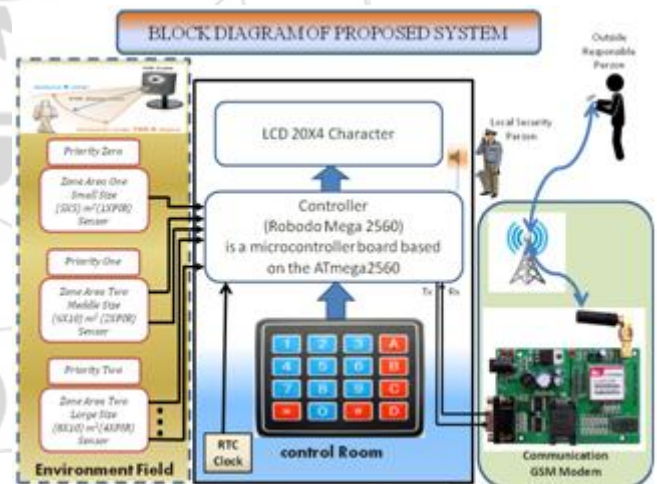 BLOCK DIAGRAM OF PROPOSED SYSTEM
Outside
Responsible
Person
LCD 20X4 Character
Local Security
Person
Priority Zero
Zone Area One
Small Size
(5X5) m² (1XPIR)
Sensor
Controller
(Robodo Mega 2560)
is a microcontroller board based
on the ATmega2560
Tx
Rx
Priority One
Zone Area Two
Meddle Size
(6X10) m² (2XPIR)
Sensor
Priority Two
Zone Area Two
Large Size
(8X10) m² (4XPIR)
Sensor
1 2 3 A
4 5 6 B
7 8 9 C
0 D
RTC
Clock
control Room
Environment Field
Communication
GSM Modem